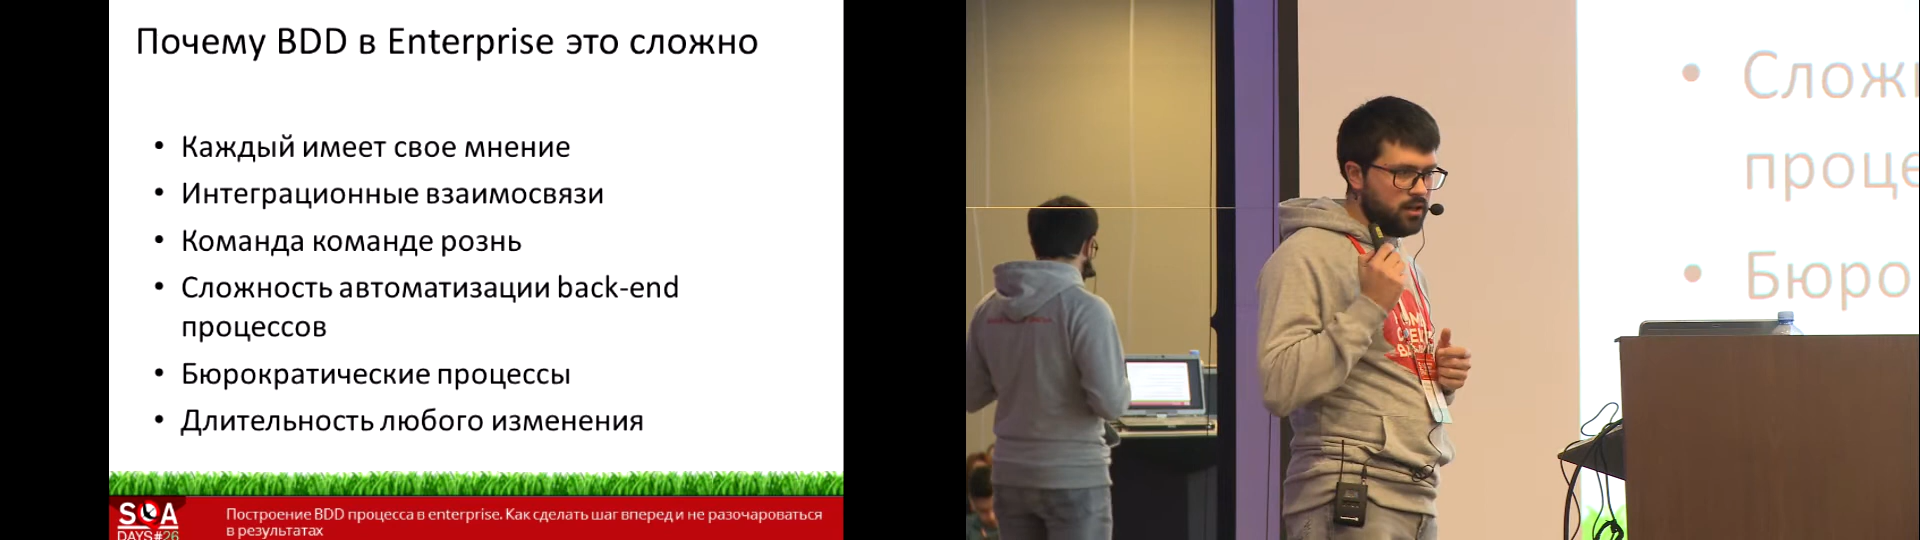 Почему BDD в Enterprise это сложно
• Каждый имеет свое мнение
• Интеграционные взаимосвязи
• Команда команде рознь
• Сложность автоматизации back-end
процессов
• Бюрократические процессы
• Длительность любого изменения
SQA
DAYS#26
Построение BDD процесса в enterprise. Как сделать шаг вперед и не разочароваться
в результатах
• Слож
проце
• Бюро